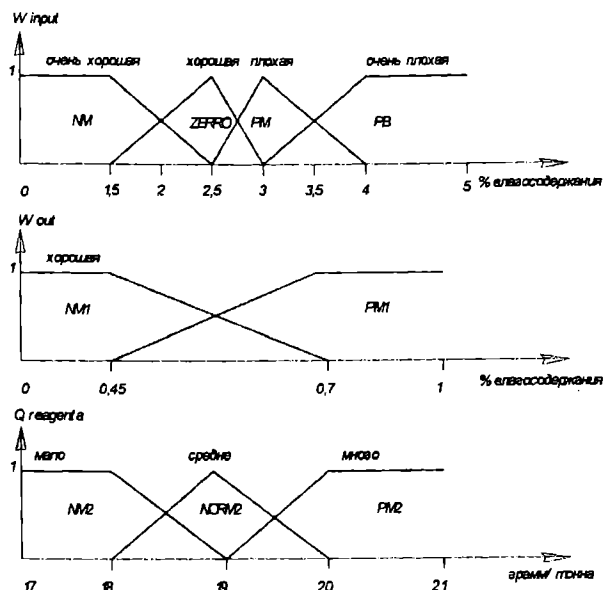 W input
очень хорошая хорошая плохая очень плохая
1
NM ZERRO PM PB
0 1,5 2 2,5 3 3,5 4 5 % влагосодержания
W out
хорошая
1
NM1 PM1
0 0,45 0,7 1 % влагосодержания
Q reagenta
мало средне много
1
NM2 NORM2 PM2
17 18 19 20 21 грамм/ тонна